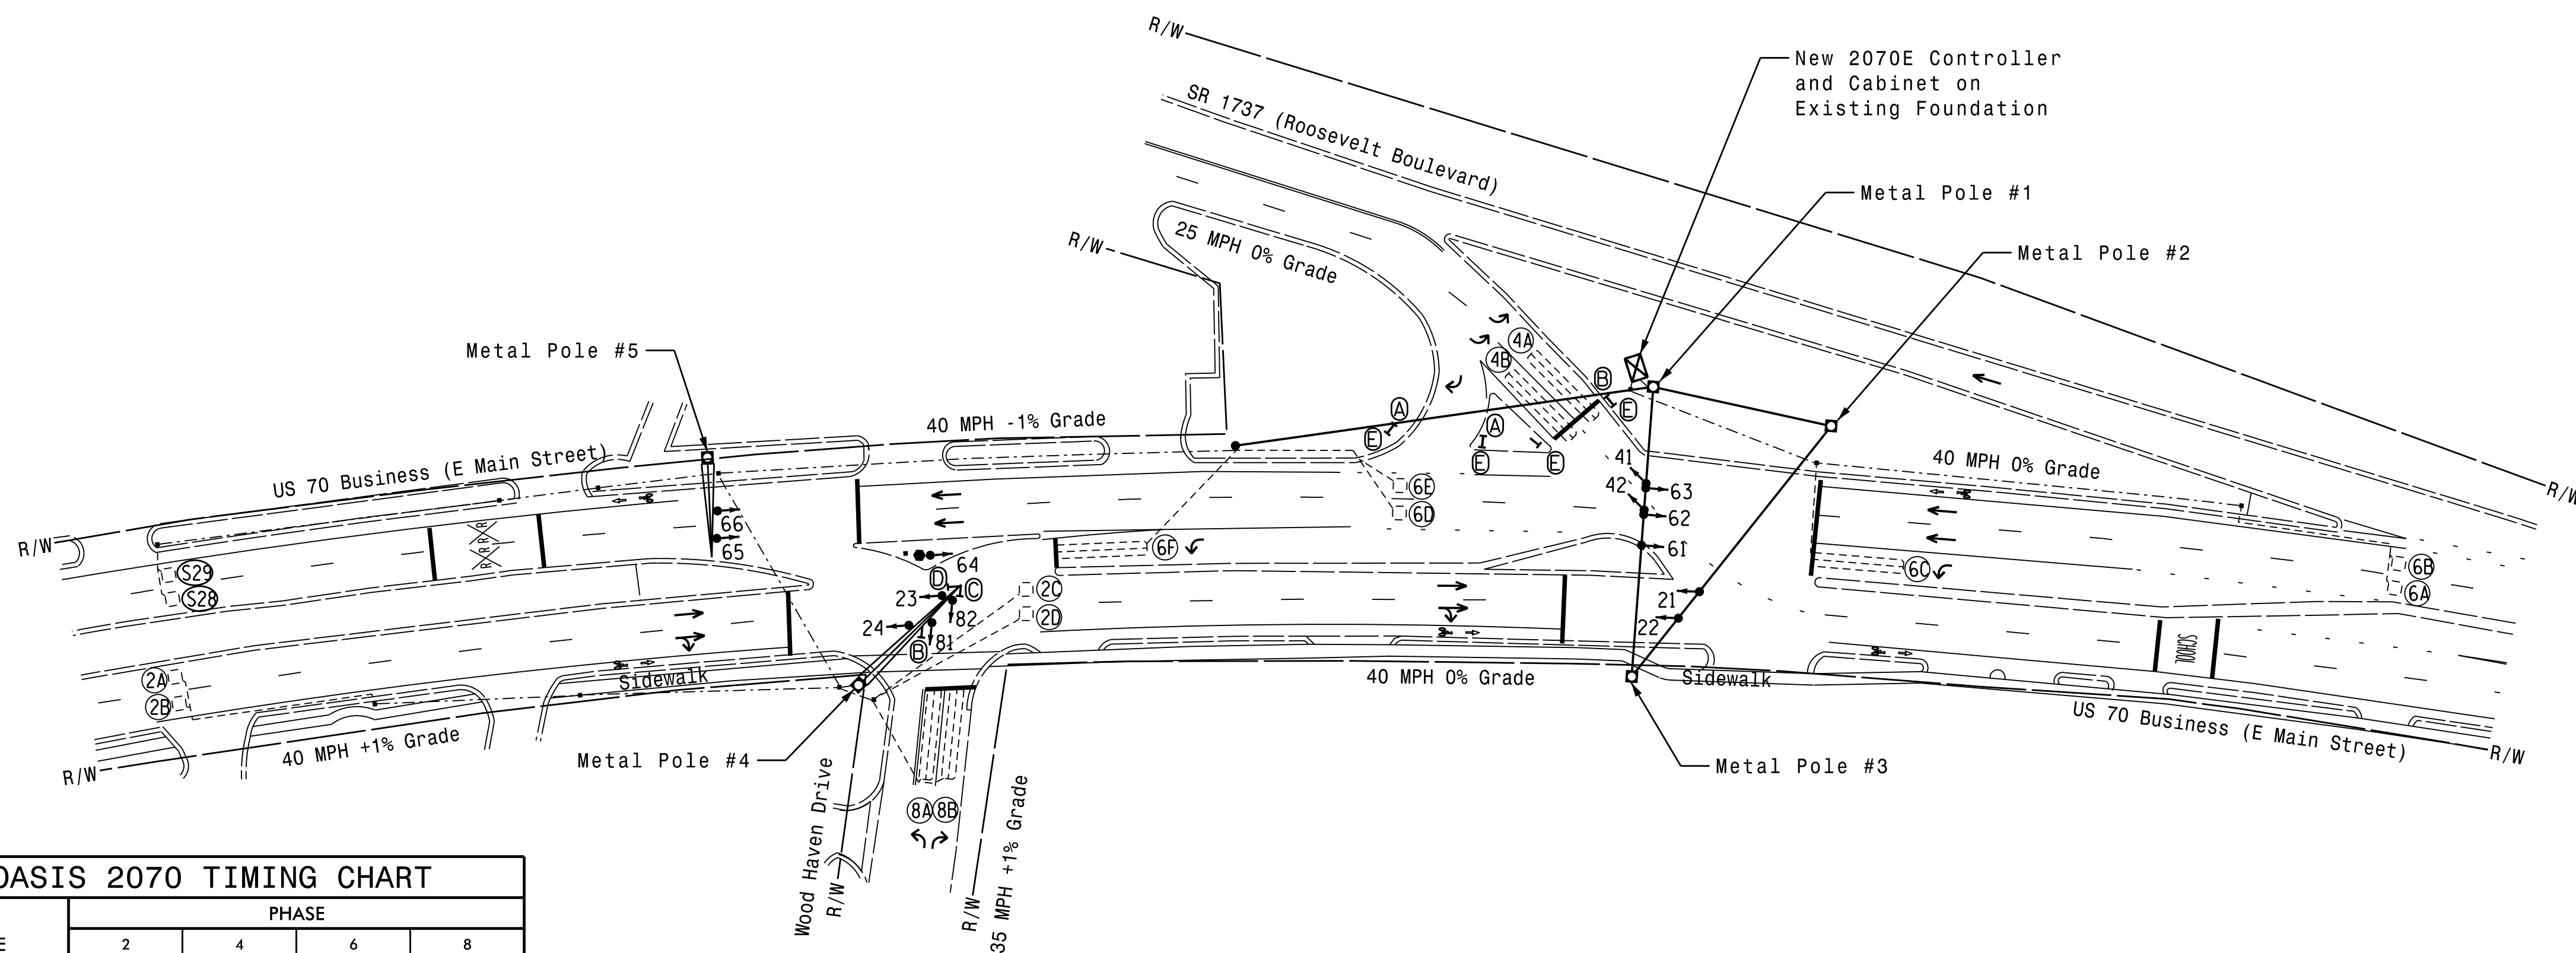 R/W
New 2070E Controller
and Cabinet on
Existing Foundation
SR 1737 (Roosevelt Boulevard)
Metal Pole #1
R/W
25 MPH 0% Grade
Metal Pole #2
Metal Pole #5
4A
4B
B
A
E
E
A
E
E
40 MPH -1% Grade
US 70 Business (E Main Street)
40 MPH 0% Grade
R/W
41
42
63
62
61
6E
6D
66
65
R/W
R R R
S29
S28
6F
64
D
C
2C
2D
23
82
24
81
B
6C
6B
6A
21
22
SCHOOL
2A
2B
Sidewalk
40 MPH 0% Grade
Sidewalk
US 70 Business (E Main Street)
R/W
40 MPH +1% Grade
R/W
Metal Pole #4
Metal Pole #3
8A
8B
Wood Haven Drive
R/W
R/W
35 MPH +1% Grade
OASIS 2070 TIMING CHART
PHASE
E
2
4
6
8